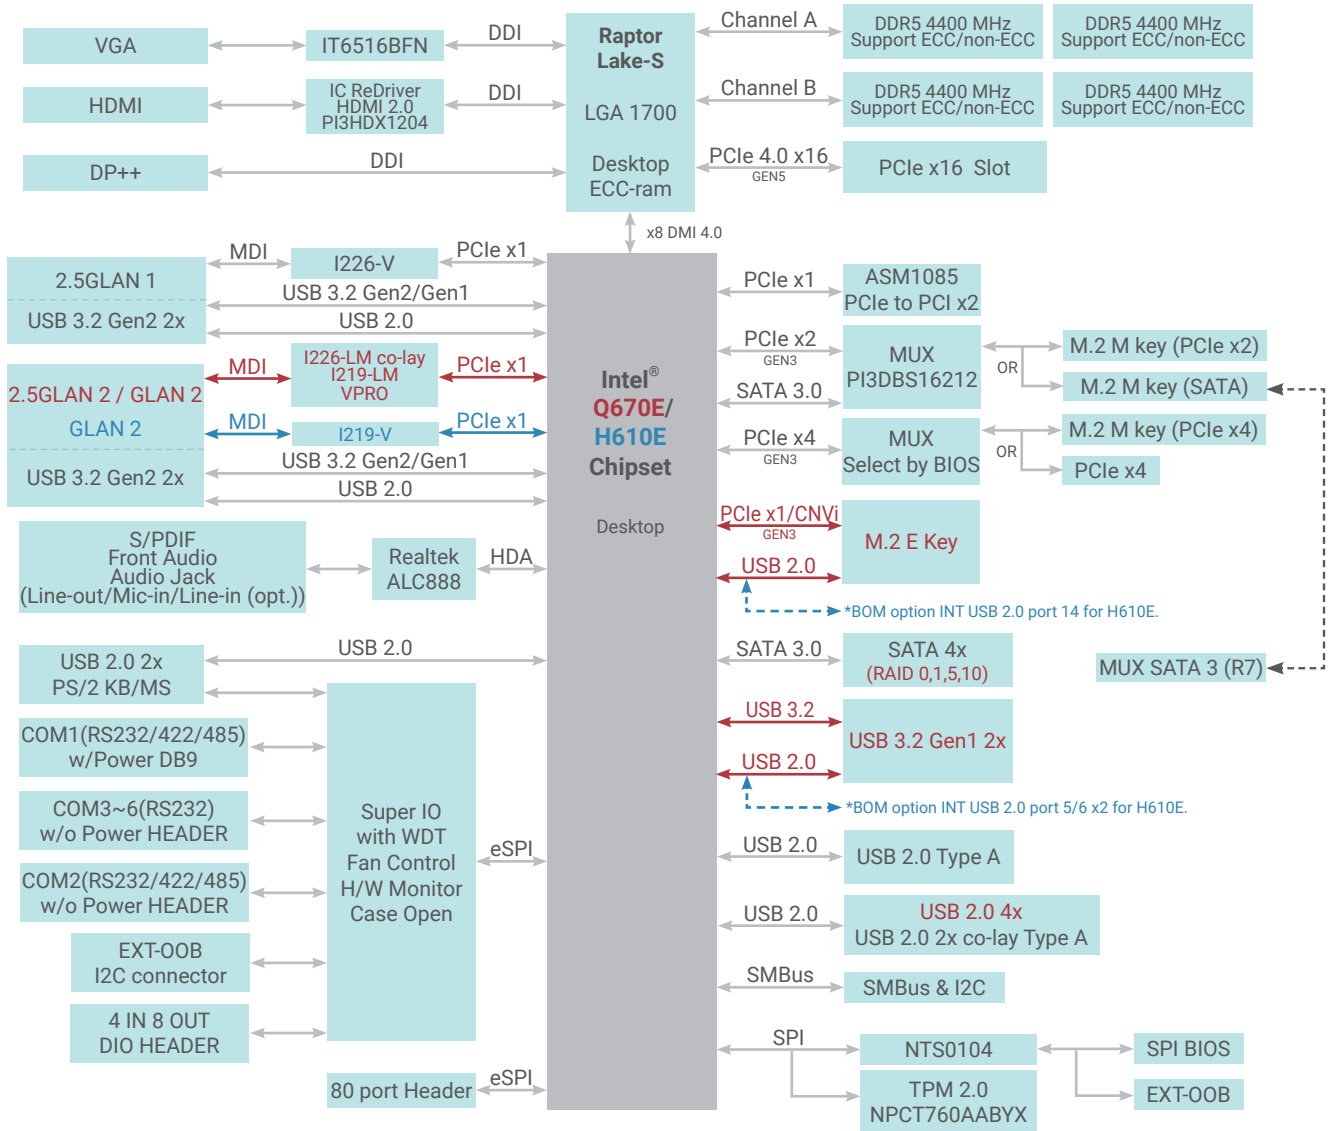 VGA
IT6516BFN
DDI
HDMI
IC ReDriver
HDMI 2.0
PI3HDX1204
DDI
DP++
DDI
Raptor
Lake-S
LGA 1700
Desktop
ECC-ram
Channel A
DDR5 4400 MHz
Support ECC/non-ECC
DDR5 4400 MHz
Support ECC/non-ECC
Channel B
DDR5 4400 MHz
Support ECC/non-ECC
DDR5 4400 MHz
Support ECC/non-ECC
PCIe 4.0 x16
GEN5
PCIe x16 Slot
x8 DMI 4.0
2.5GLAN 1
USB 3.2 Gen2 2x
MDI
I226-V
PCIe x1
USB 3.2 Gen2/Gen1
USB 2.0
2.5GLAN 2 / GLAN 2
GLAN 2
USB 3.2 Gen2 2x
MDI
I226-LM co-lay
I219-LM
VPRO
PCIe x1
MDI
I219-V
PCIe x1
USB 3.2 Gen2/Gen1
USB 2.0
S/PDIF
Front Audio
Audio Jack
(Line-out/Mic-in/Line-in (opt.))
Realtek
ALC888
HDA
USB 2.0 2x
PS/2 KB/MS
USB 2.0
COM1(RS232/422/485)
w/Power DB9
COM3~6(RS232)
w/o Power HEADER
COM2(RS232/422/485)
w/o Power HEADER
EXT-OOB
I2C connector
4 IN 8 OUT
DIO HEADER
Super IO
with WDT
Fan Control
H/W Monitor
Case Open
eSPI
80 port Header
eSPI
Intel®
Q670E/
H610E
Chipset
Desktop
PCIe x1
ASM1085
PCIe to PCI x2
PCIe x2
GEN3
SATA 3.0
MUX
PI3DBS16212
OR
M.2 M key (PCIe x2)
M.2 M key (SATA)
PCIe x4
GEN3
MUX
Select by BIOS
OR
M.2 M key (PCIe x4)
PCIe x4
PCIe x1/CNVi
GEN3
USB 2.0
M.2 E Key
*BOM option INT USB 2.0 port 14 for H610E.
SATA 3.0
SATA 4x
(RAID 0,1,5,10)
MUX SATA 3 (R7)
USB 3.2
USB 2.0
USB 3.2 Gen1 2x
*BOM option INT USB 2.0 port 5/6 x2 for H610E.
USB 2.0
USB 2.0 Type A
USB 2.0
USB 2.0 4x
USB 2.0 2x co-lay Type A
SMBus
SMBus & I2C
SPI
NTS0104
SPI BIOS
EXT-OOB
TPM 2.0
NPCT760AABYX